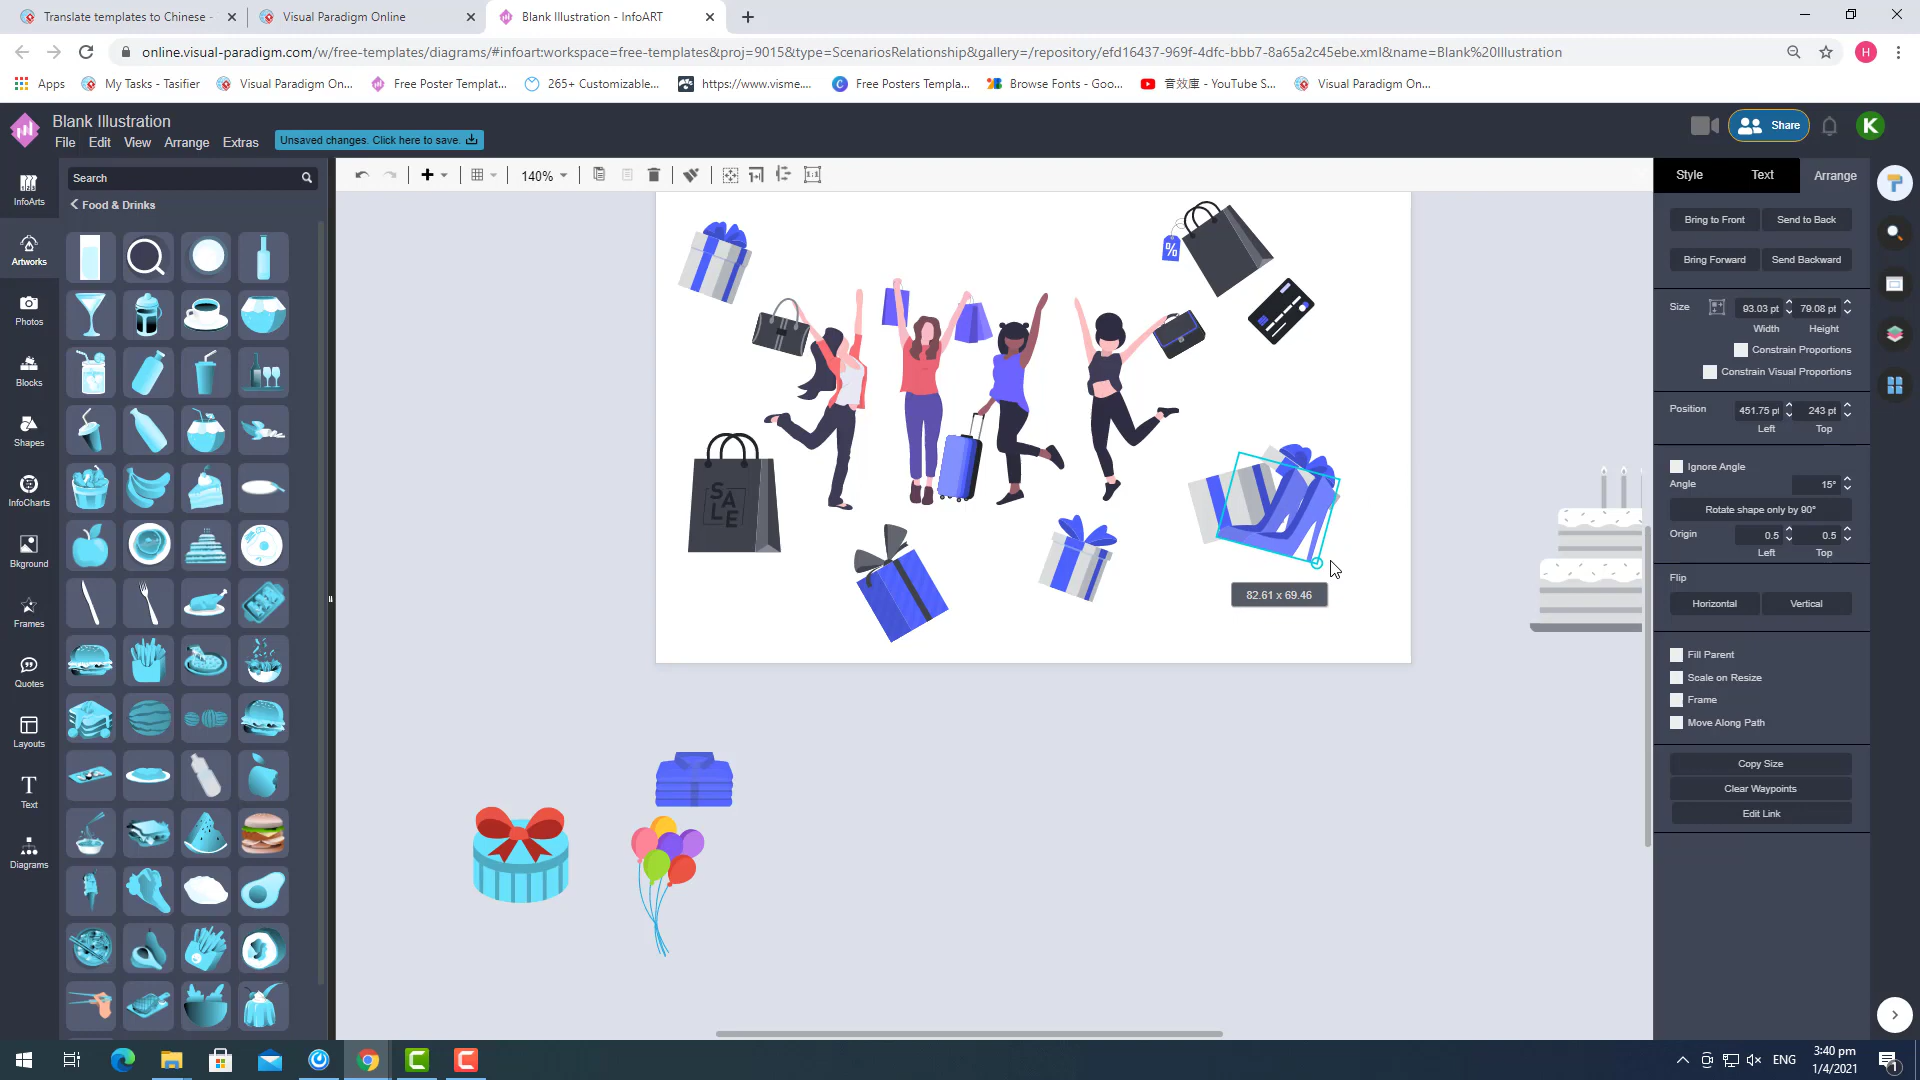 Translate templates to Chinese -
Visual Paradigm Online
Blank Illustration - InfoART
online.visual-paradigm.com/w/free-templates/diagrams/#infoart:workspace=free-templates&proj=9015&type=ScenariosRelationship&gallery=/repository/efd16437-969f-4dfc-bbb7-8a65a2c45ebe.xml&name=Blank%20Illustration
H
Apps
My Tasks - Tasifier
Visual Paradigm On...
Free Poster Templat...
265+ Customizable...
https://www.visme....
Free Posters Templa...
Browse Fonts - Goo...
音效庫 - YouTube S...
Visual Paradigm On...
Blank Illustration
File Edit View Arrange Extras
Unsaved changes. Click here to save.
Share
K
Search
140%
Style Text Arrange
InfoArts
Food & Drinks
Artworks
Photos
Blocks
Shapes
InfoCharts
Bkground
Frames
Quotes
Layouts
Text
Diagrams
%
SALE
82.61 x 69.46
Bring to Front Send to Back
Bring Forward Send Backward
Size 93.03 pt 79.08 pt
Width Height
Constrain Proportions
Constrain Visual Proportions
Position 451.75 pt 243 pt
Left Top
Ignore Angle
Angle 15°
Rotate shape only by 90°
Origin 0.5 0.5
Left Top
Flip
Horizontal Vertical
Fill Parent
Scale on Resize
Frame
Move Along Path
Copy Size
Clear Waypoints
Edit Link
ENG
3:40 pm
1/4/2021
1